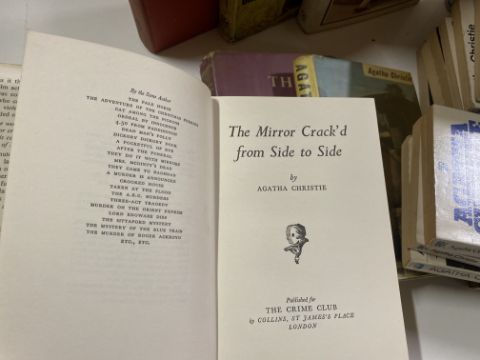 By the Same Author
THE PALE HORSE
THE ADVENTURE OF THE CHRISTMAS PUDDING
CAT AMONG THE PIGEONS
ORDEAL BY INNOCENCE
4.50 FROM PADDINGTON
DEAD MAN'S FOLLY
HICKORY DICKORY DOCK
A POCKETFUL OF RYE
AFTER THE FUNERAL
THEY DO IT WITH MIRRORS
MRS. MCGINTY'S DEAD
THEY CAME TO BAGHDAD
A MURDER IS ANNOUNCED
CROOKED HOUSE
TAKEN AT THE FLOOD
THE A.B.C. MURDERS
THREE-ACT TRAGEDY
MURDER ON THE ORIENT EXPRESS
LORD EDGWARE DIES
THE SITTAFORD MYSTERY
THE MYSTERY OF THE BLUE TRAIN
THE MURDER OF ROGER ACKROYD
ETC., ETC.
The Mirror Crack'd
from Side to Side
by
AGATHA CHRISTIE
Published for
THE CRIME CLUB
by COLLINS, ST JAMES'S PLACE
LONDON
TH
AGAT
Agatha Christie